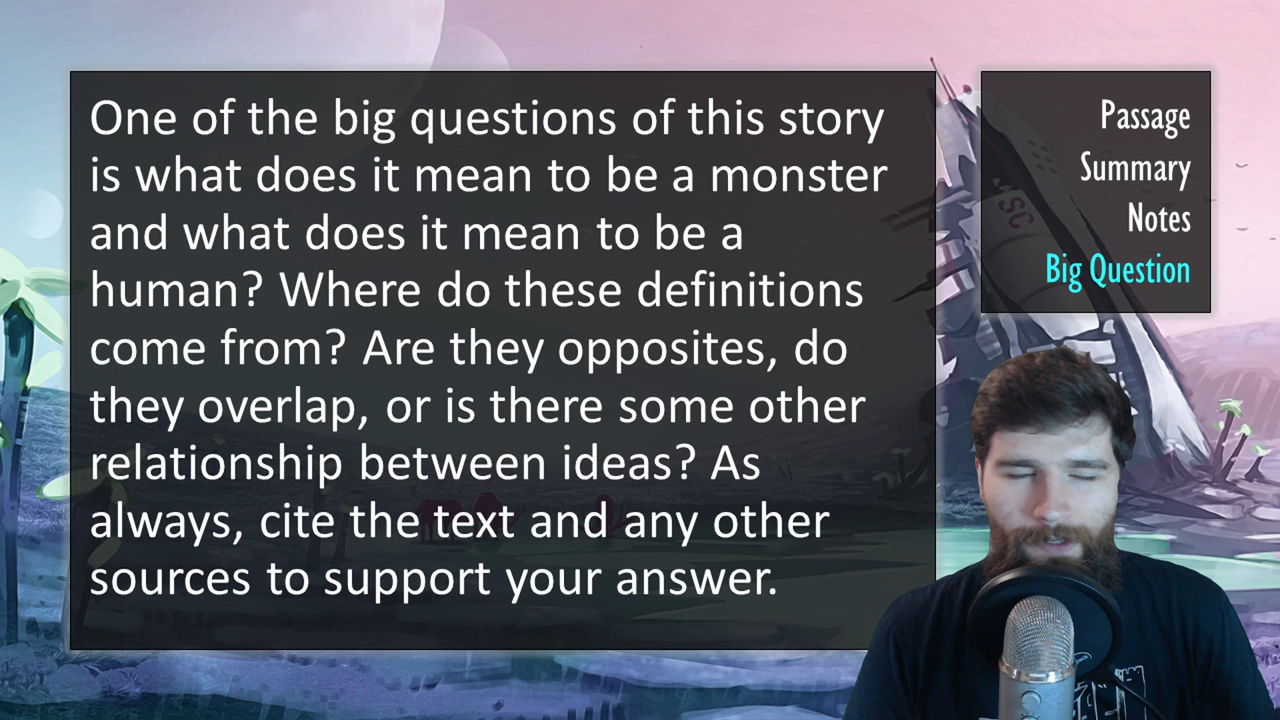 One of the big questions of this story
is what does it mean to be a monster
and what does it mean to be a
human? Where do these definitions
come from? Are they opposites, do
they overlap, or is there some other
relationship between ideas? As
always, cite the text and any other
sources to support your answer.
Passage
Summary
Notes
Big Question
SC